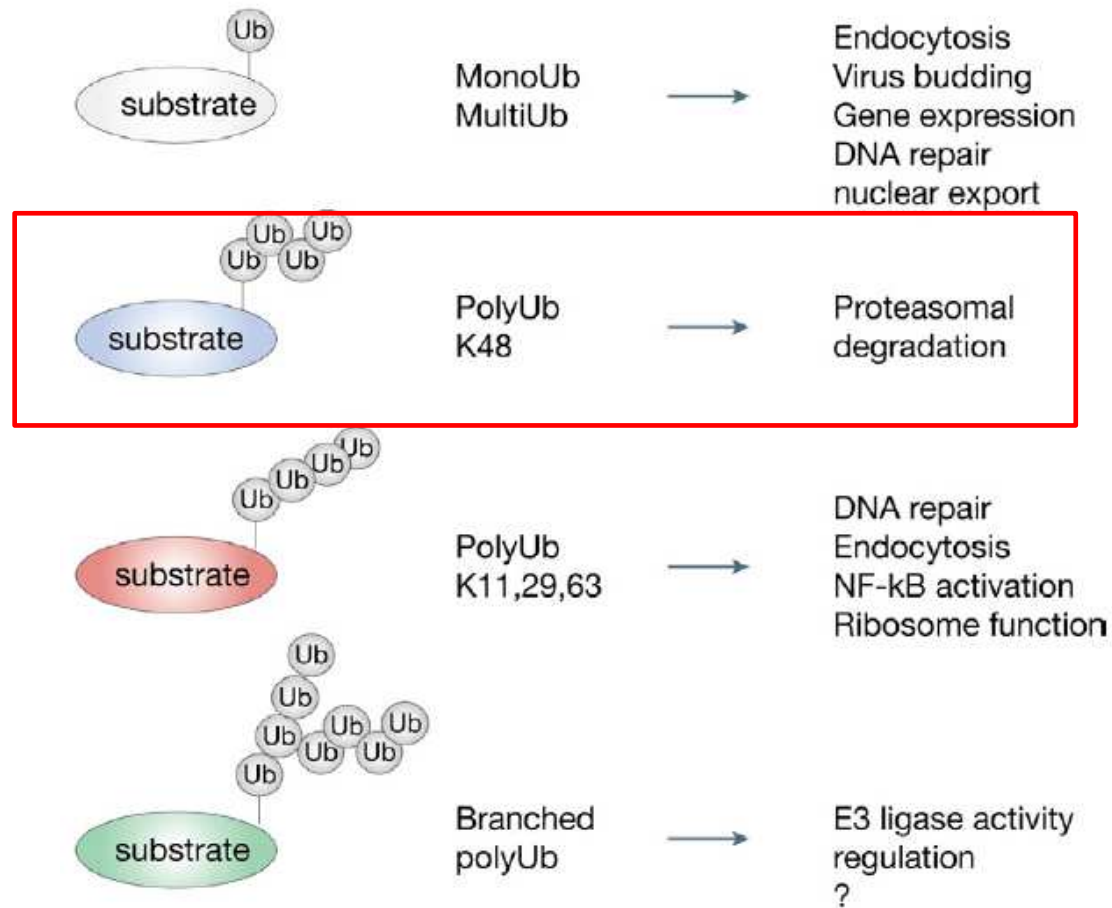 Ub
substrate
MonoUb
MultiUb
Endocytosis
Virus budding
Gene expression
DNA repair
nuclear export
Ub Ub
Ub Ub
substrate
PolyUb
K48
Proteasomal
degradation
Ub
Ub
Ub
Ub
substrate
PolyUb
K11,29,63
DNA repair
Endocytosis
NF-kB activation
Ribosome function
Ub
Ub
Ub Ub Ub
Ub Ub
Ub
substrate
Branched
polyUb
E3 ligase activity
regulation
?